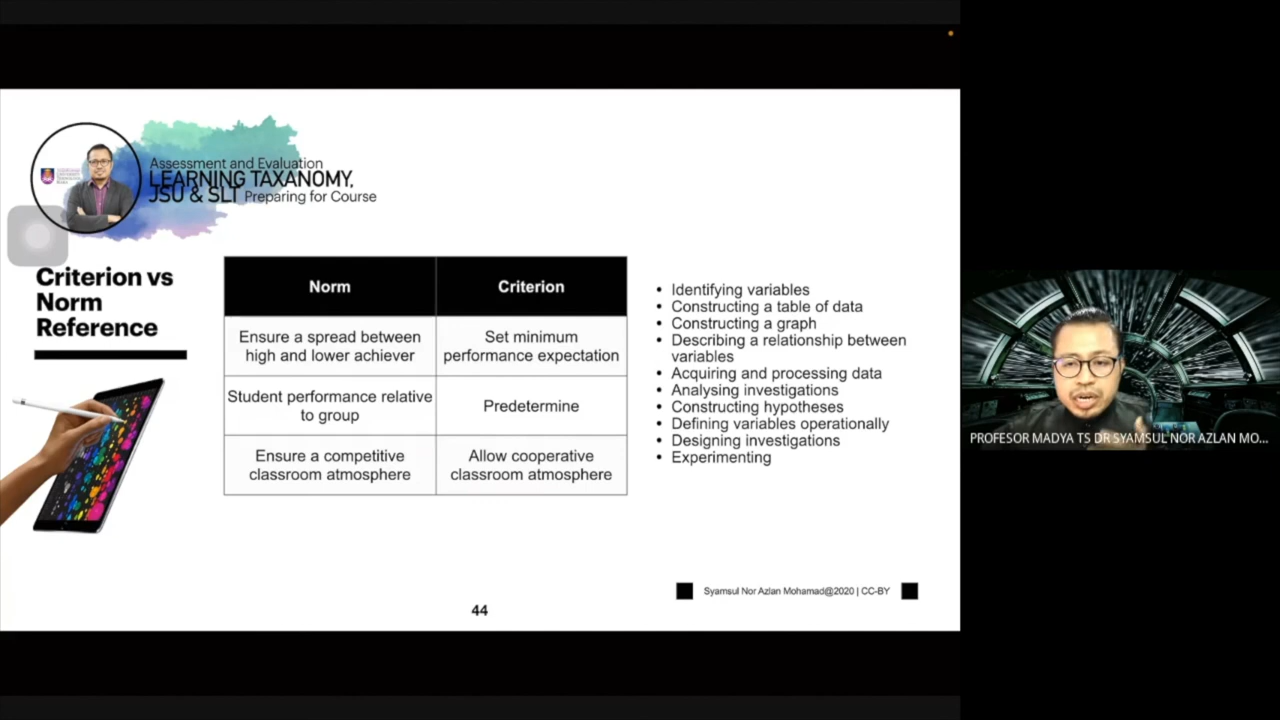 Assessment and Evaluation
LEARNING TAXANOMY,
JSU & SLT Preparing for Course
Criterion vs
Norm
Reference
Norm
Criterion
Ensure a spread between
high and lower achiever
Set minimum
performance expectation
Student performance relative
to group
Predetermine
Ensure a competitive
classroom atmosphere
Allow cooperative
classroom atmosphere
• Identifying variables
• Constructing a table of data
• Constructing a graph
• Describing a relationship between
variables
• Acquiring and processing data
• Analysing investigations
• Constructing hypotheses
• Defining variables operationally
• Designing investigations
• Experimenting
Syamsul Nor Azlan Mohamad@2020 | CC-BY
44
PROFESOR MADYA TS DR SYAMSUL NOR AZLAN MO...